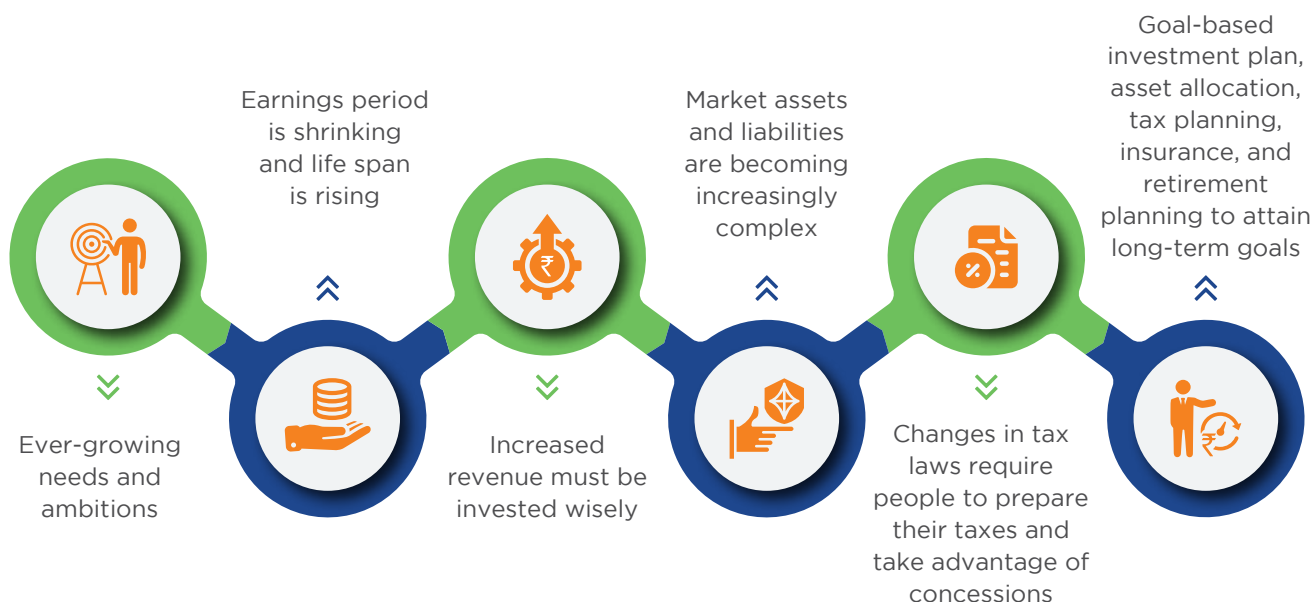 Ever-growing
needs and
ambitions
Earnings period
is shrinking
and life span
is rising
₹
Increased
revenue must be
invested wisely
Market assets
and liabilities
are becoming
increasingly
complex
%
Changes in tax
laws require
people to prepare
their taxes and
take advantage of
concessions
Goal-based
investment plan,
asset allocation,
tax planning,
insurance, and
retirement
planning to attain
long-term goals
₹